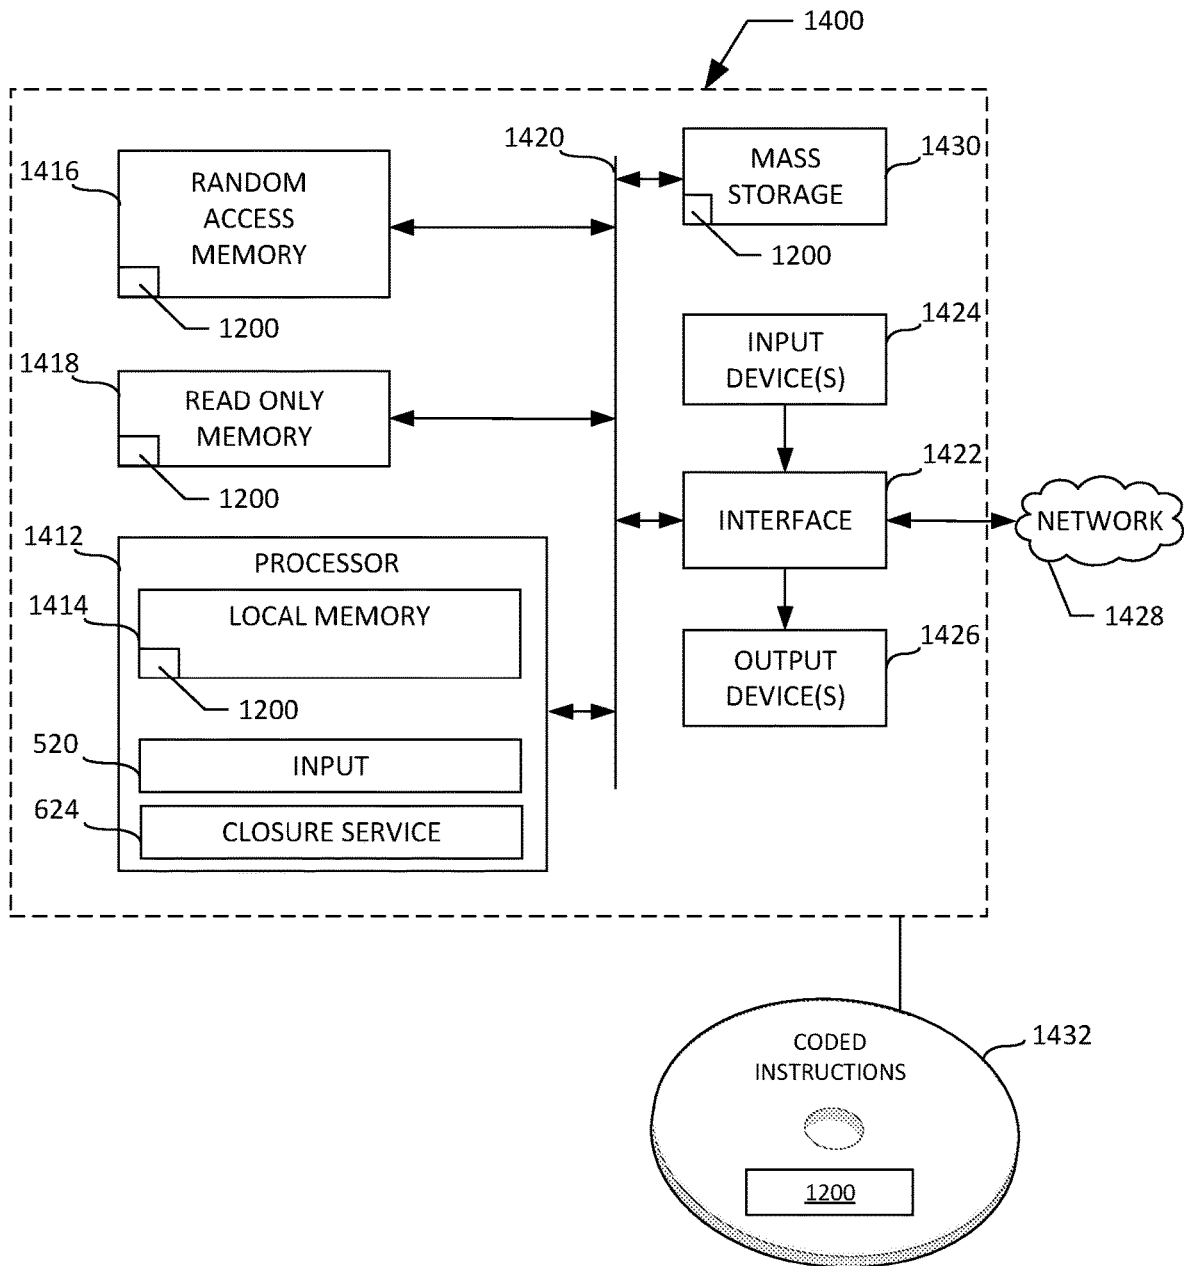 1400
1416
RANDOM
ACCESS
MEMORY
1200
1420
MASS
STORAGE
1430
1200
1418
READ ONLY
MEMORY
1200
INPUT
DEVICE(S)
1424
INTERFACE
1422
NETWORK
1428
OUTPUT
DEVICE(S)
1426
1412
PROCESSOR
1414
LOCAL MEMORY
1200
520
INPUT
624
CLOSURE SERVICE
CODED
INSTRUCTIONS
1432
1200